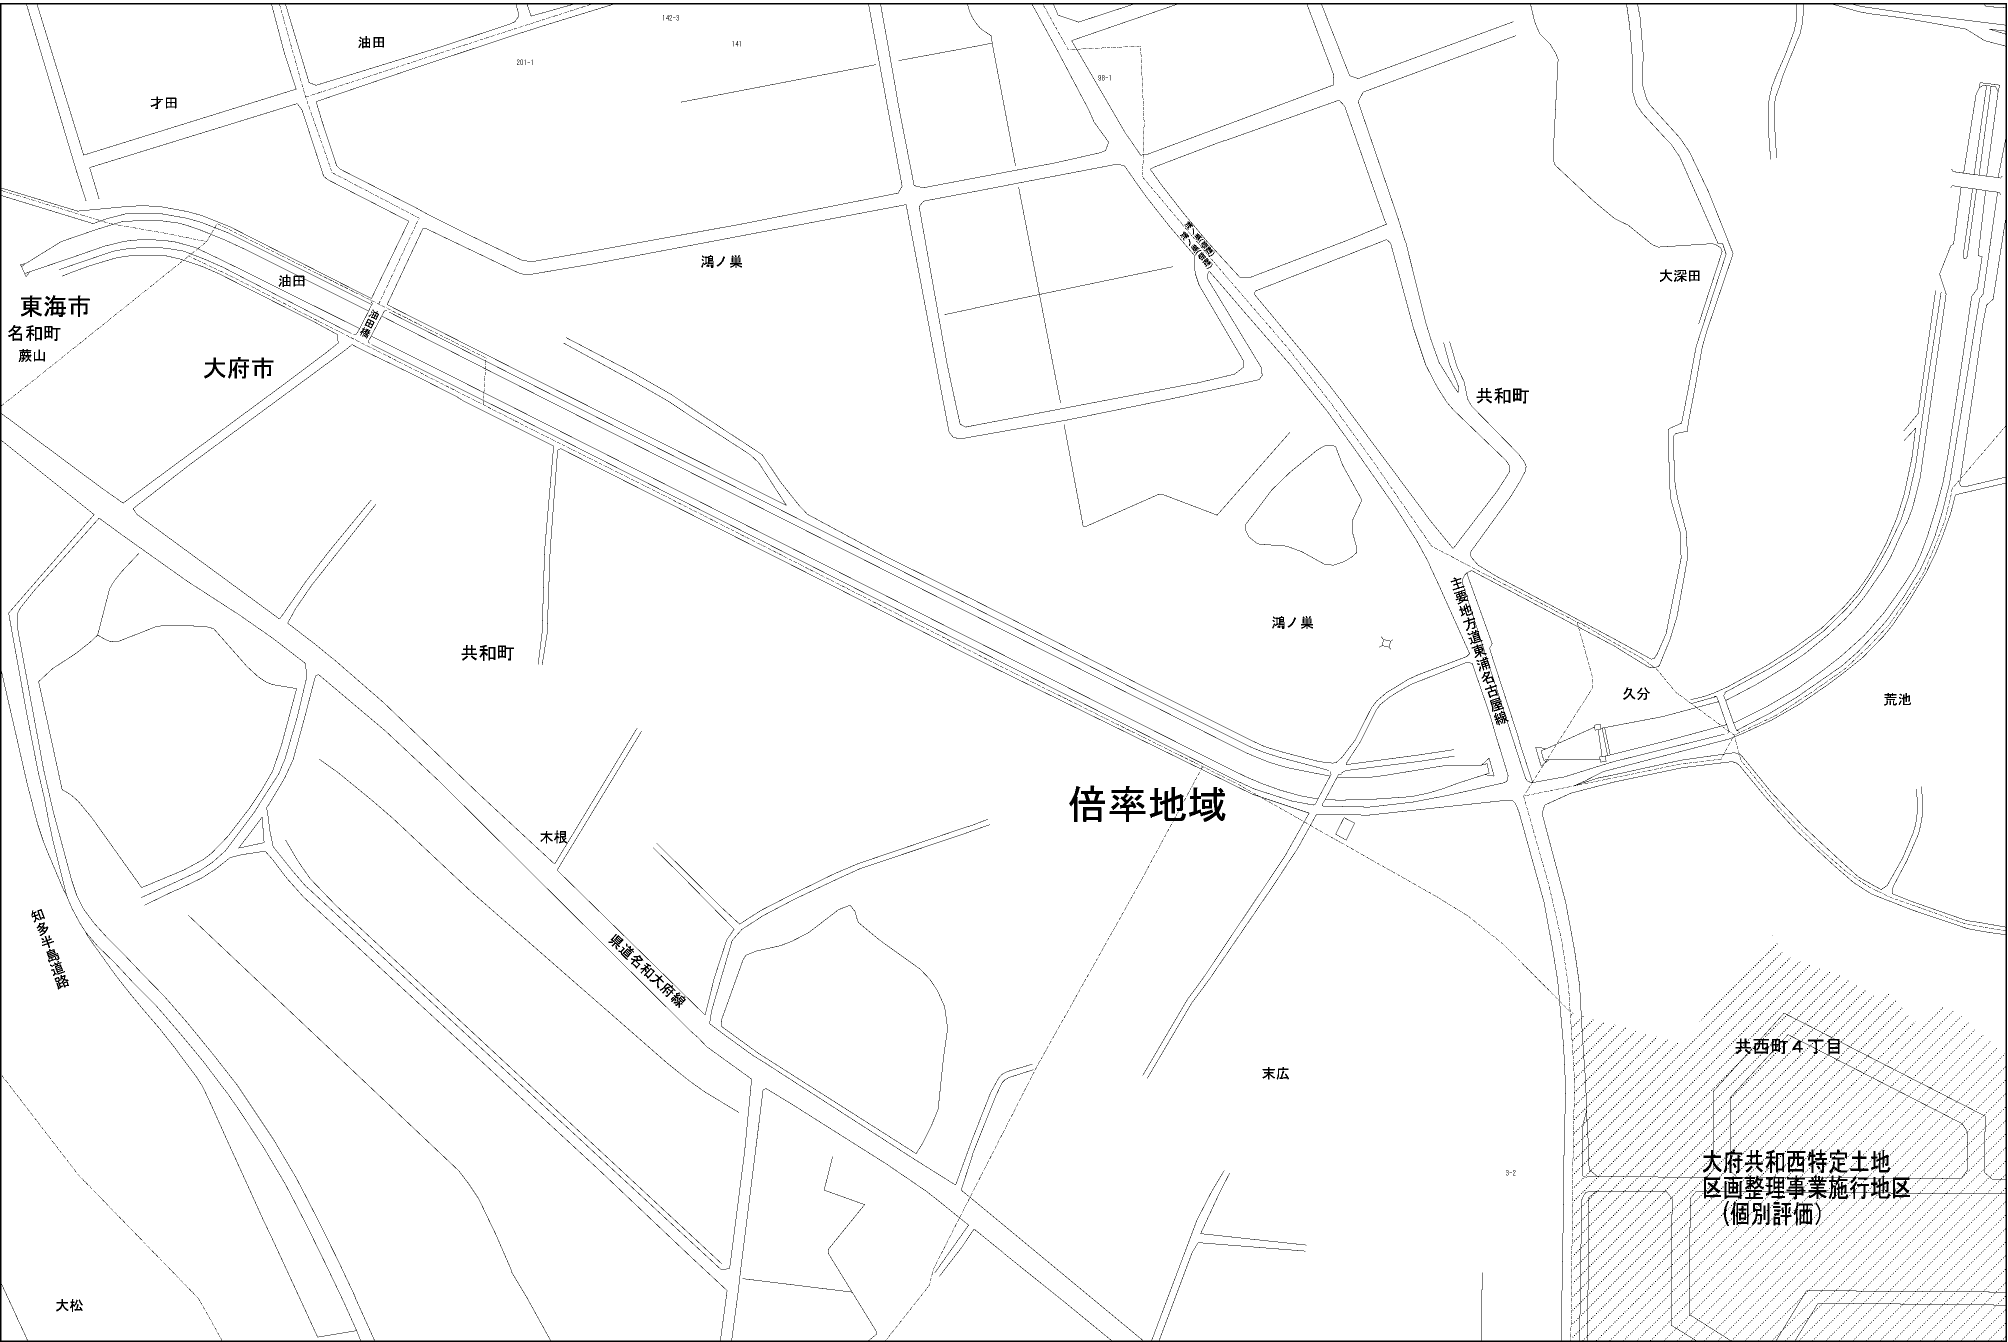 142-3
油田
141
201-1
98-1
才田
鴻ノ巣
油田
大深田
東海市
名和町
蕨山
油田橋
大府市
共和町
主要地方道東浦名古屋線
鴻ノ巣
共和町
久分
荒池
倍率地域
木根
知多半島道路
県道名和大府線
共西町4丁目
末広
大府共和西特定土地
区画整理事業施行地区
(個別評価)
3-2
大松